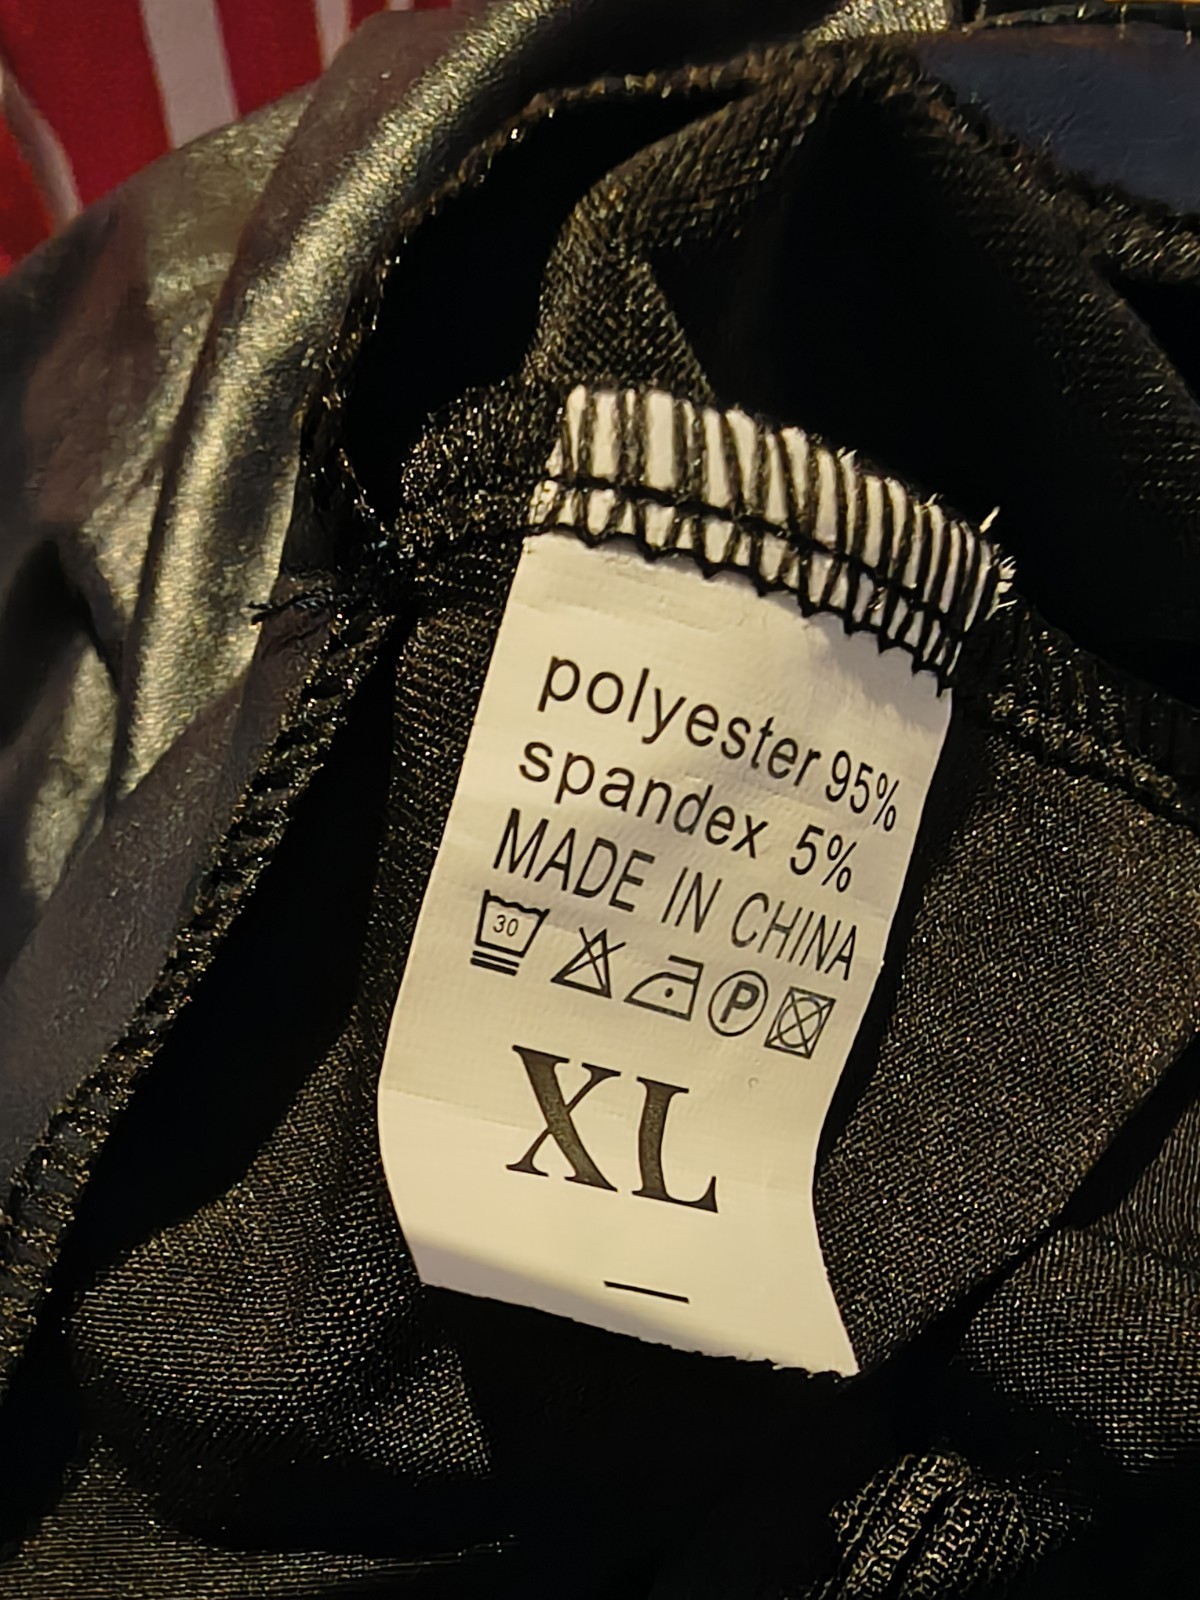 polyester 95%
spandex 5%
MADE IN CHINA
30 P
XL